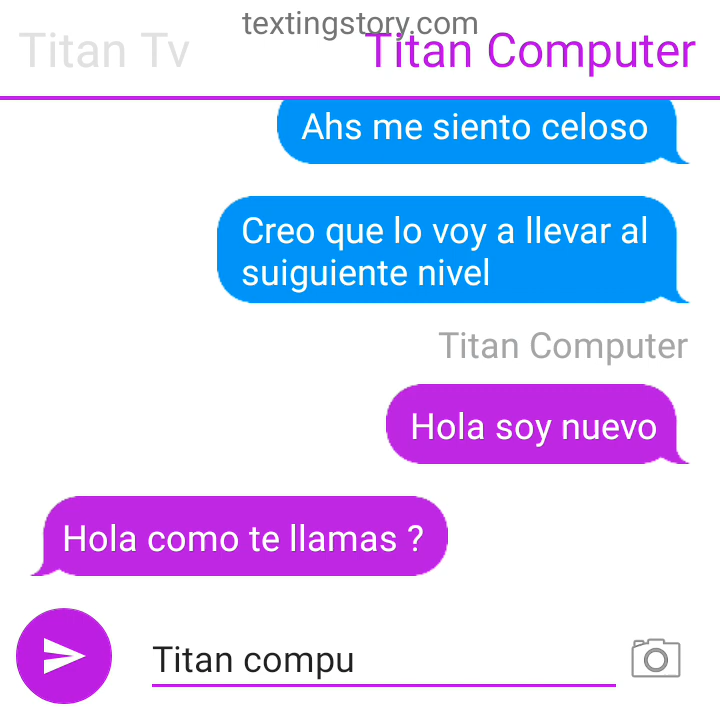 textingstory.com
Titan Tv
Titan Computer
Ahs me siento celoso
Creo que lo voy a llevar al
suiguiente nivel
Titan Computer
Hola soy nuevo
Hola como te llamas ?
Titan compu